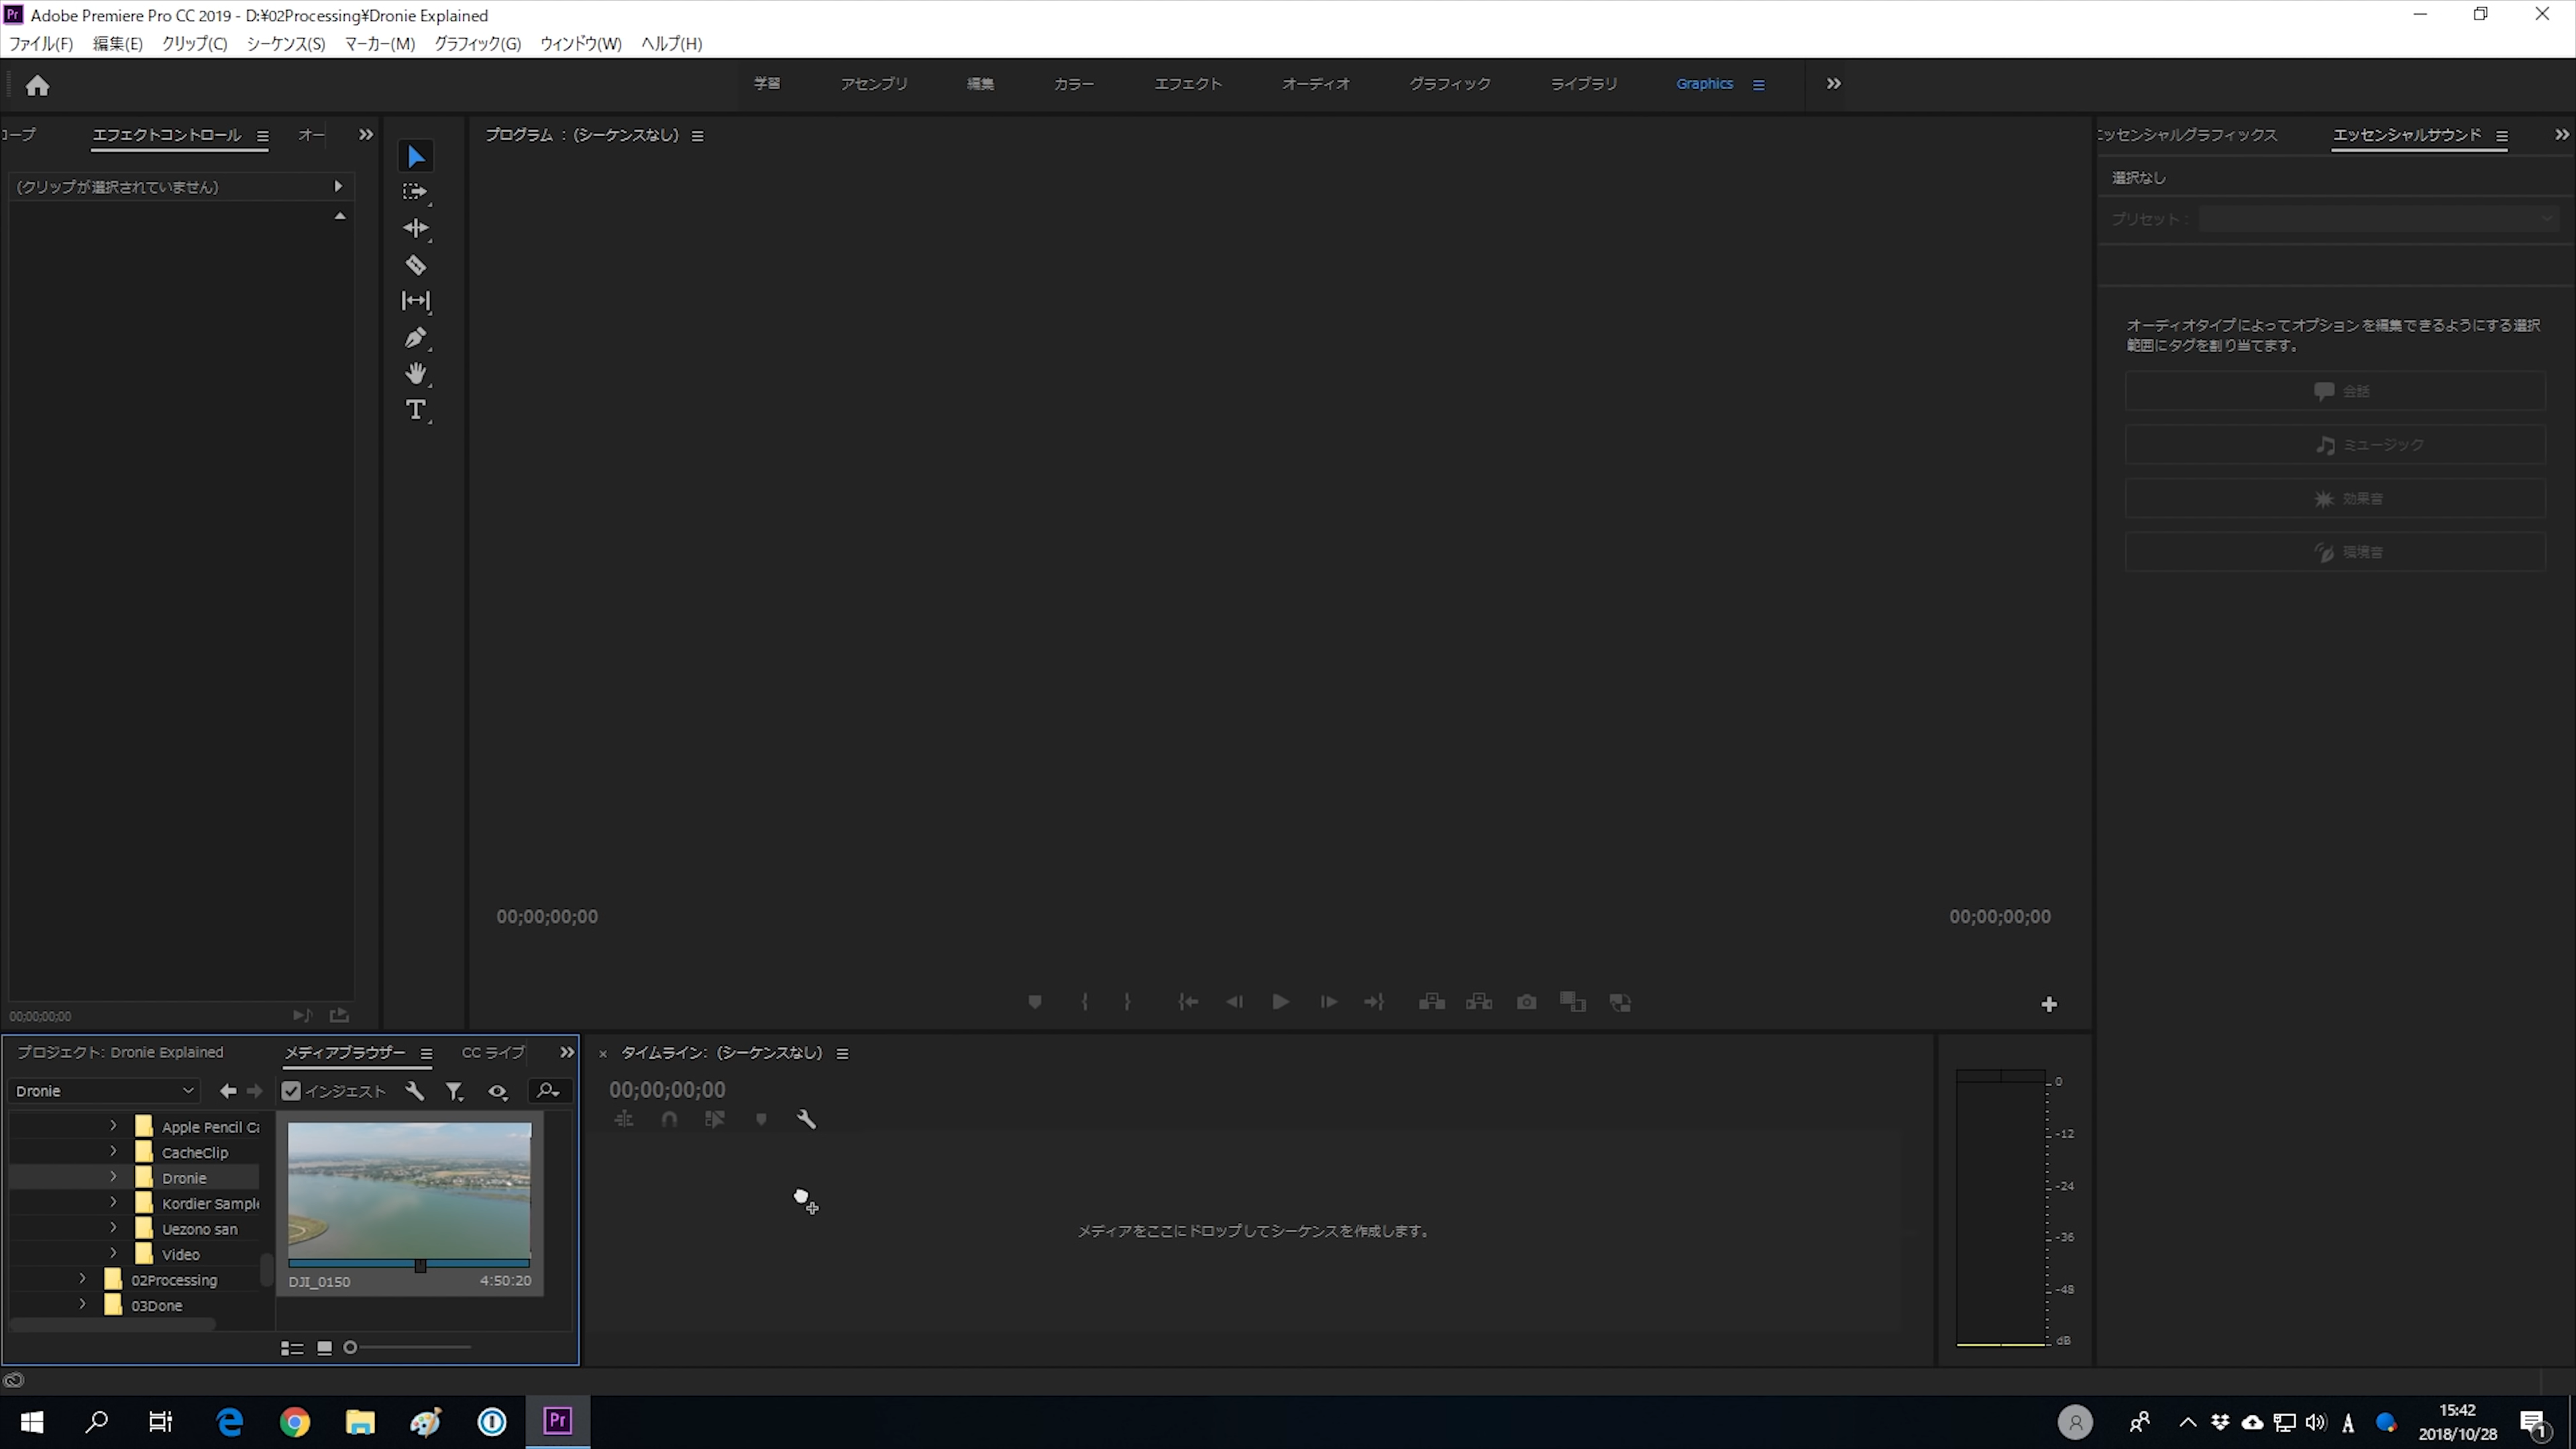 Adobe Premiere Pro CC 2019 - D:¥02Processing¥Dronie Explained
ファイル(F) 編集(E) クリップ(C) シーケンス(S) マーカー(M) グラフィック(G) ウィンドウ(W) ヘルプ(H)
学習 アセンブリ 編集 カラー エフェクト オーディオ グラフィック ライブラリ Graphics
コープ エフェクトコントロール オー
プログラム : (シーケンスなし)
エッセンシャルグラフィックス エッセンシャルサウンド
(クリップが選択されていません)
選択なし
プリセット :
オーディオタイプによってオプションを編集できるようにする選択
範囲にタグを割り当てます。
会話
ミュージック
効果音
環境音
00;00;00;00 00;00;00;00
00;00;00;00
プロジェクト: Dronie Explained メディアブラウザー CC ライブ
Dronie インジェスト
Apple Pencil Ca
CacheClip
Dronie
Kordier Sample
Uezono san
Video
02Processing
03Done
DJI_0150 4:50:20
タイムライン: (シーケンスなし)
00;00;00;00
メディアをここにドロップしてシーケンスを作成します。
0
-12
-24
-36
-48
dB
Pr
A
15:42
2018/10/28
1